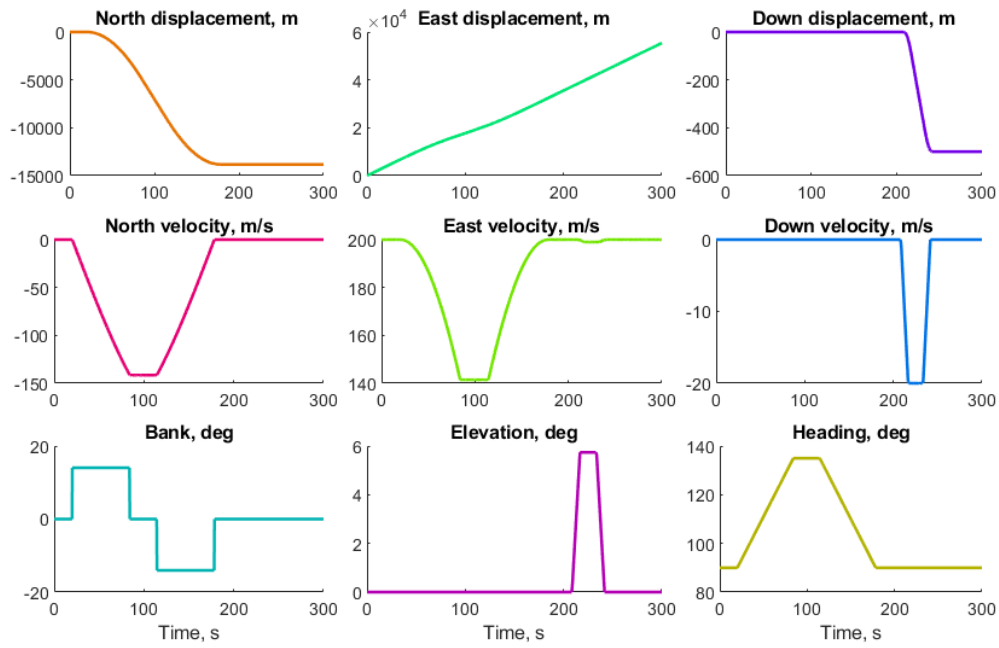 North displacement, m
0
-5000
-10000
-15000
0 100 200 300
East displacement, m
×10⁴
6
4
2
0
0 100 200 300
Down displacement, m
0
-200
-400
-600
0 100 200 300
North velocity, m/s
0
-50
-100
-150
0 100 200 300
East velocity, m/s
200
180
160
140
0 100 200 300
Down velocity, m/s
0
-10
-20
0 100 200 300
Bank, deg
20
0
-20
0 100 200 300
Time, s
Elevation, deg
6
4
2
0
0 100 200 300
Time, s
Heading, deg
140
120
100
80
0 100 200 300
Time, s